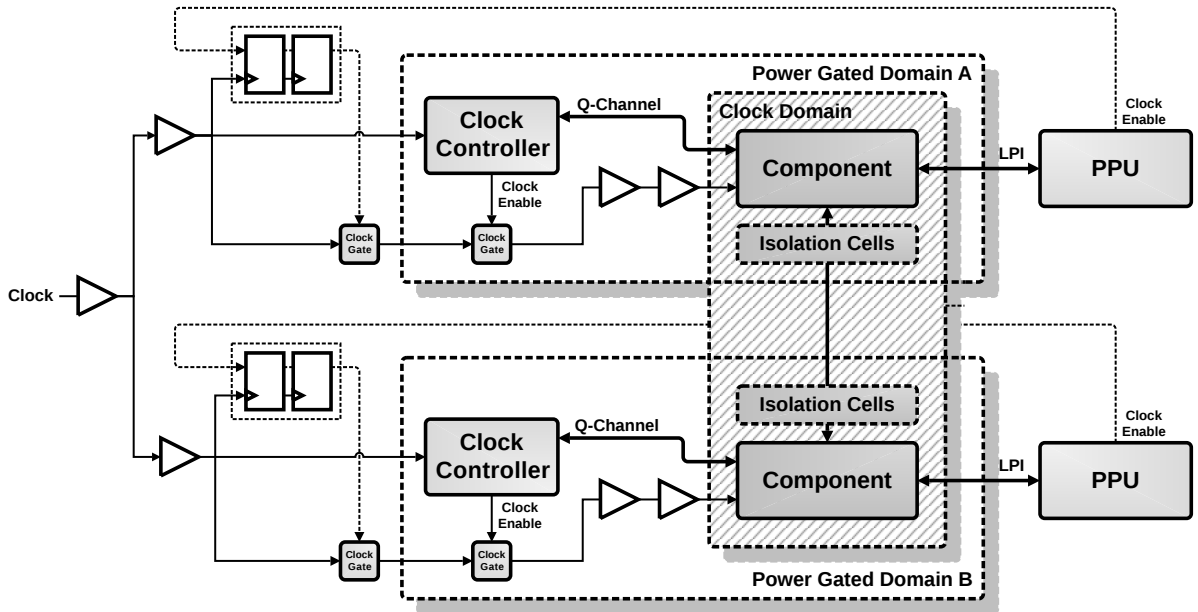 Power Gated Domain A
Q-Channel
Clock Domain
Clock
Controller
Component
LPI
Clock
Enable
PPU
Clock
Enable
Clock
Gate
Clock
Gate
Isolation Cells
Clock
Isolation Cells
Q-Channel
Clock
Controller
Component
LPI
Clock
Enable
PPU
Clock
Enable
Clock
Gate
Clock
Gate
Power Gated Domain B